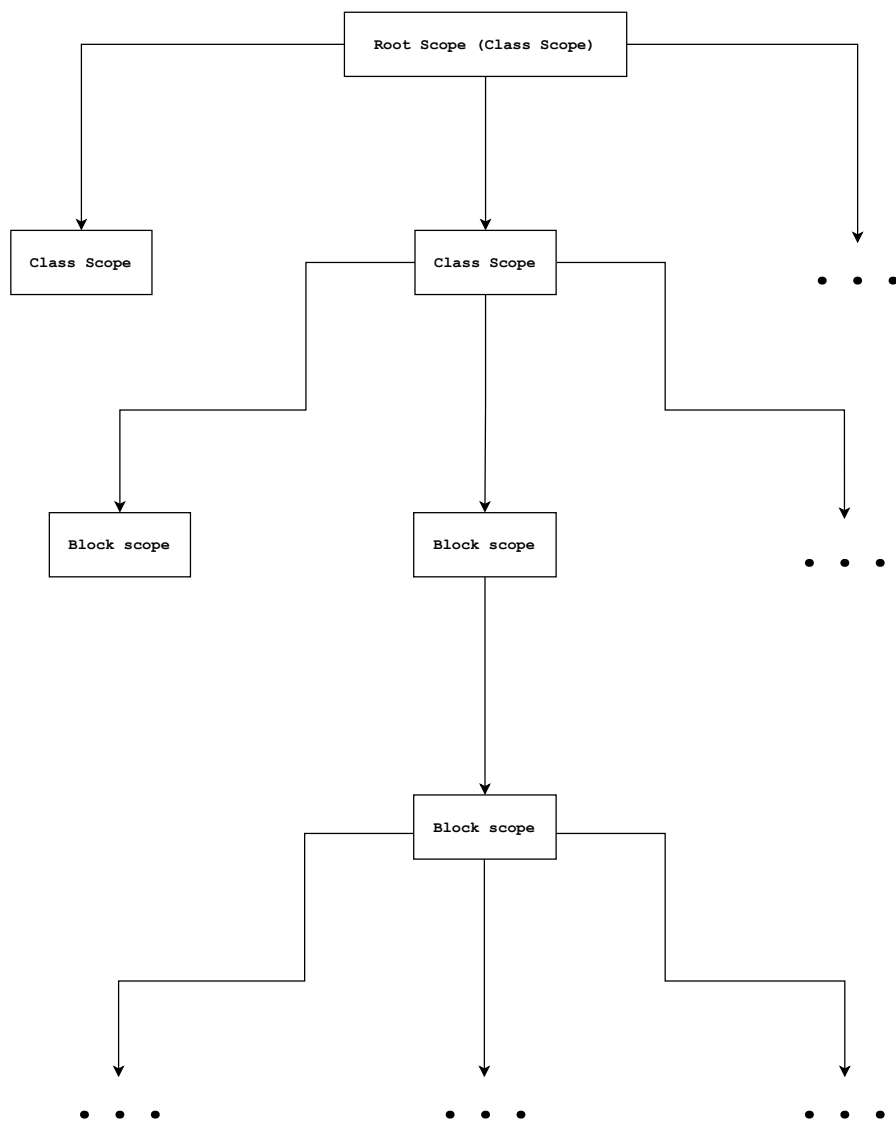 Root Scope (Class Scope)
Class Scope
Class Scope
. . .
Block scope
Block scope
. . .
Block scope
. . .
. . .
. . .